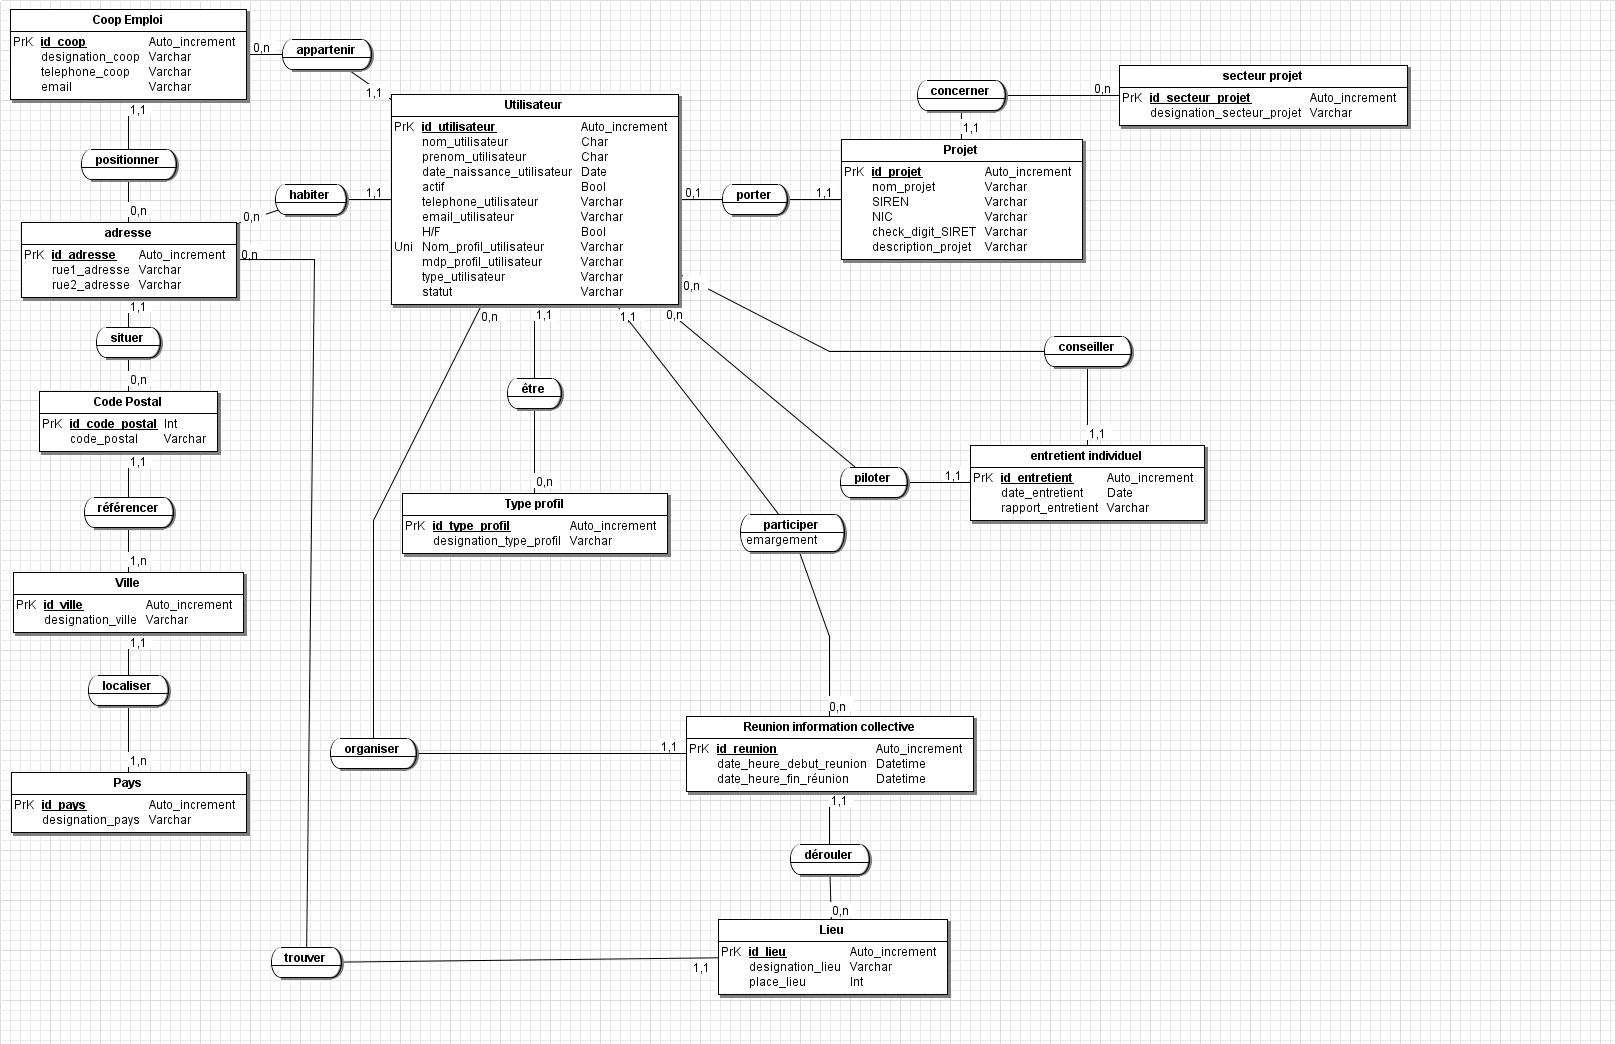 Coop Emploi
PrK id_coop Auto_increment
designation_coop Varchar
telephone_coop Varchar
email Varchar
0,n
appartenir
1,1
1,1
positionner
0,n
Utilisateur
PrK id_utilisateur Auto_increment
nom_utilisateur Char
prenom_utilisateur Char
date_naissance_utilisateur Date
actif Bool
telephone_utilisateur Varchar
email_utilisateur Varchar
H/F Bool
Uni Nom_profil_utilisateur Varchar
mdp_profil_utilisateur Varchar
type_utilisateur Varchar
statut Varchar
habiter
1,1
0,n
0,1
porter
1,1
concerner
0,n
1,1
secteur projet
PrK id_secteur_projet Auto_increment
designation_secteur_projet Varchar
Projet
PrK id_projet Auto_increment
nom_projet Varchar
SIREN Varchar
NIC Varchar
check_digit_SIRET Varchar
description_projet Varchar
adresse
PrK id_adresse Auto_increment
rue1_adresse Varchar
rue2_adresse Varchar
0,n
1,1
situer
0,n
0,n
1,1
1,1
0,n
0,n
conseiller
1,1
être
0,n
Code Postal
PrK id_code_postal Int
code_postal Varchar
1,1
référencer
1,n
entretient individuel
PrK id_entretient Auto_increment
date_entretient Date
rapport_entretient Varchar
piloter
1,1
Type profil
PrK id_type_profil Auto_increment
designation_type_profil Varchar
participer
emargement
0,n
Ville
PrK id_ville Auto_increment
designation_ville Varchar
1,1
localiser
1,n
Reunion information collective
PrK id_reunion Auto_increment
date_heure_debut_reunion Datetime
date_heure_fin_réunion Datetime
organiser
1,1
Pays
PrK id_pays Auto_increment
designation_pays Varchar
1,1
dérouler
0,n
Lieu
PrK id_lieu Auto_increment
designation_lieu Varchar
place_lieu Int
trouver
1,1